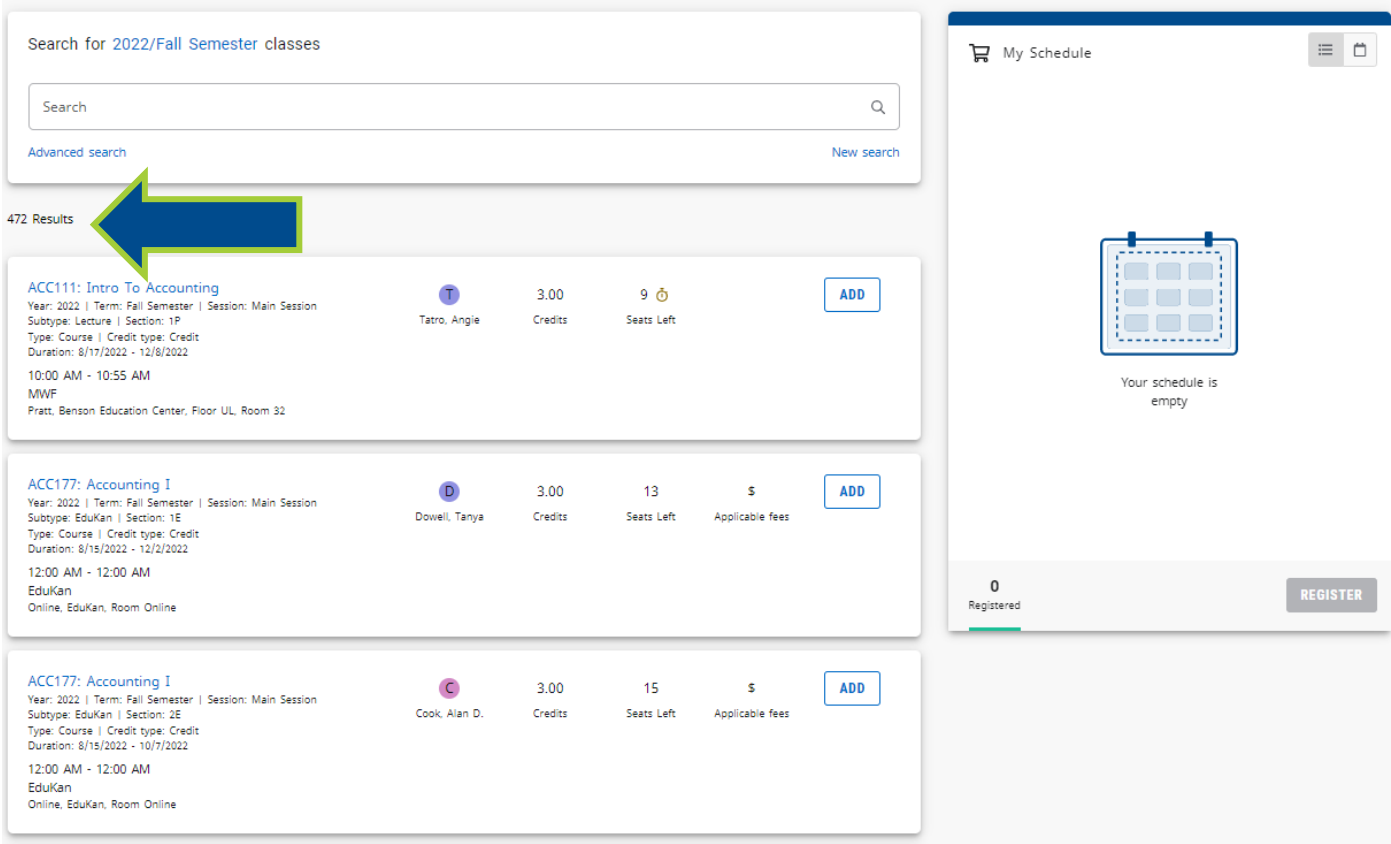 Search for 2022/Fall Semester classes
Search
Advanced search
New search
472 Results
ACC111: Intro To Accounting
Year: 2022 | Term: Fall Semester | Session: Main Session
Subtype: Lecture | Section: 1P
Type: Course | Credit type: Credit
Duration: 8/17/2022 - 12/8/2022
10:00 AM - 10:55 AM
MWF
Pratt, Benson Education Center, Floor UL, Room 32
T
Tatro, Angie
3.00
Credits
9
Seats Left
ADD
ACC177: Accounting I
Year: 2022 | Term: Fall Semester | Session: Main Session
Subtype: EduKan | Section: 1E
Type: Course | Credit type: Credit
Duration: 8/15/2022 - 12/2/2022
12:00 AM - 12:00 AM
EduKan
Online, EduKan, Room Online
D
Dowell, Tanya
3.00
Credits
13
Seats Left
$
Applicable fees
ADD
ACC177: Accounting I
Year: 2022 | Term: Fall Semester | Session: Main Session
Subtype: EduKan | Section: 2E
Type: Course | Credit type: Credit
Duration: 8/15/2022 - 10/7/2022
12:00 AM - 12:00 AM
EduKan
Online, EduKan, Room Online
C
Cook, Alan D.
3.00
Credits
15
Seats Left
$
Applicable fees
ADD
My Schedule
Your schedule is
empty
0
Registered
REGISTER